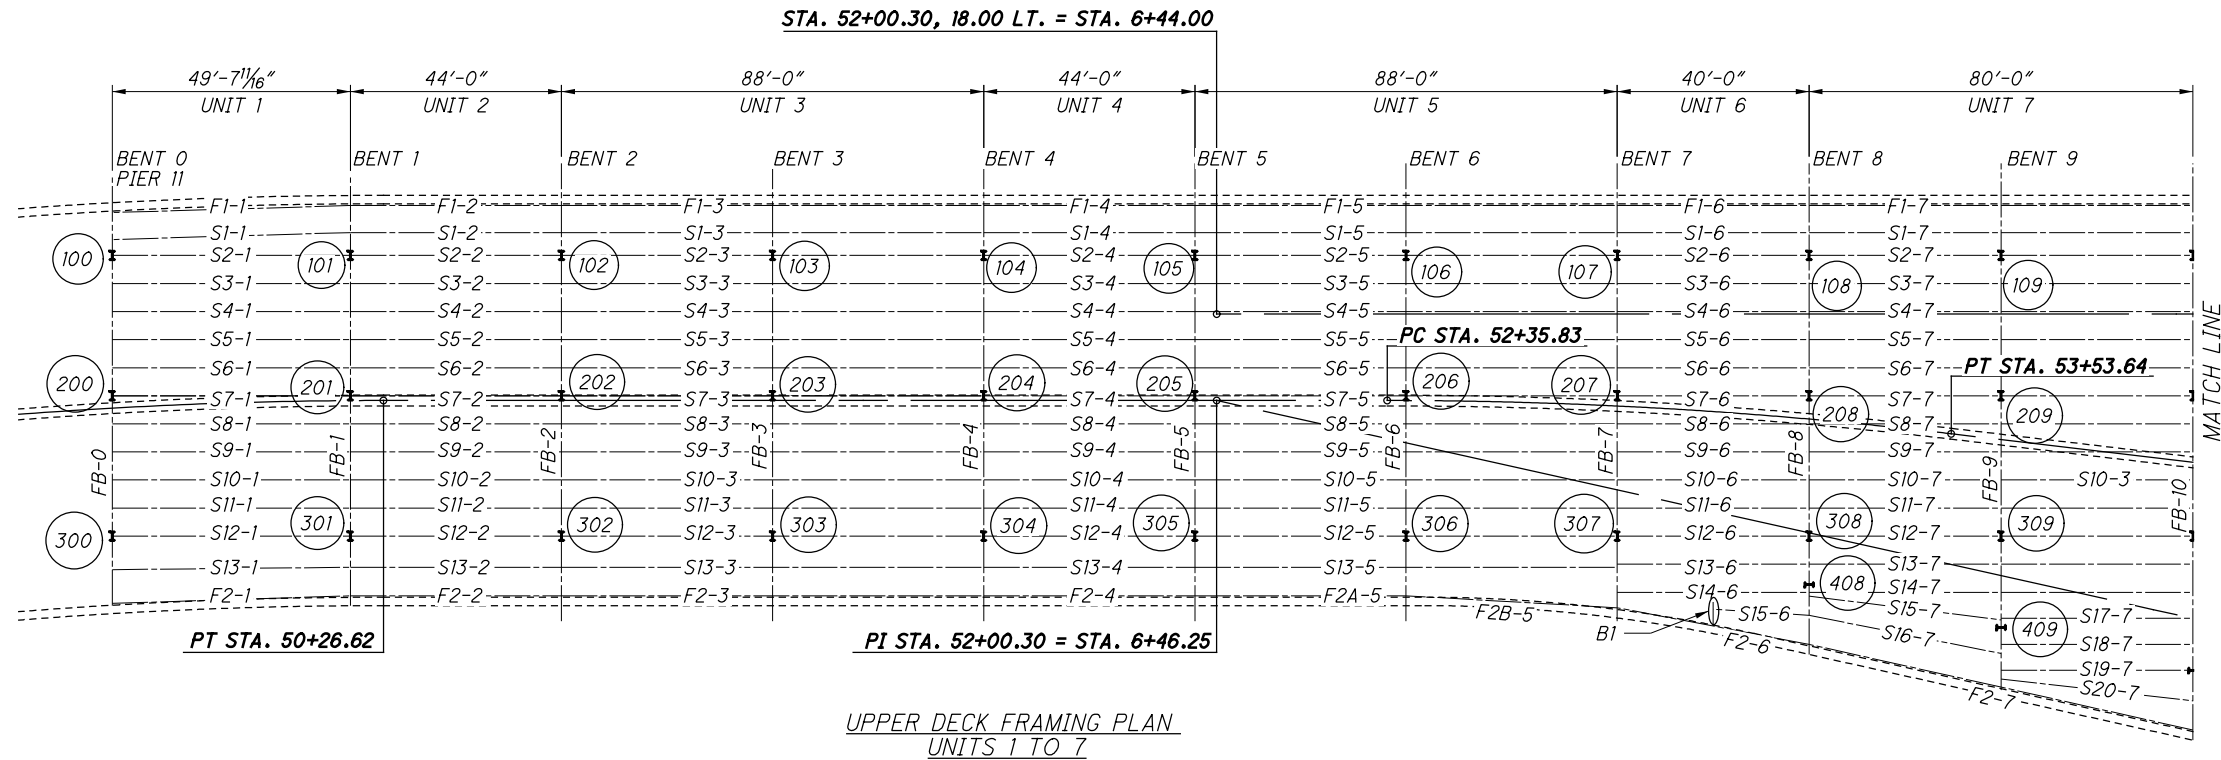 STA. 52+00.30, 18.00 LT. = STA. 6+44.00
49'-7 11/16" 44'-0" 88'-0" 44'-0" 88'-0" 40'-0" 80'-0"
UNIT 1 UNIT 2 UNIT 3 UNIT 4 UNIT 5 UNIT 6 UNIT 7
BENT 0 BENT 1 BENT 2 BENT 3 BENT 4 BENT 5 BENT 6 BENT 7 BENT 8 BENT 9
PIER 11
F1-1 F1-2 F1-3 F1-4 F1-5 F1-6 F1-7
S1-1 S1-2 S1-3 S1-4 S1-5 S1-6 S1-7
S2-1 S2-2 S2-3 S2-4 S2-5 S2-6 S2-7
100 101 102 103 104 105 106 107 108 109
S3-1 S3-2 S3-3 S3-4 S3-5 S3-6 S3-7
S4-1 S4-2 S4-3 S4-4 S4-5 S4-6 S4-7
PC STA. 52+35.83
S5-1 S5-2 S5-3 S5-4 S5-5 S5-6 S5-7
PT STA. 53+53.64
MATCH LINE
S6-1 S6-2 S6-3 S6-4 S6-5 S6-6 S6-7
200 201 202 203 204 205 206 207 208 209
S7-1 S7-2 S7-3 S7-4 S7-5 S7-6 S7-7
S8-1 S8-2 S8-3 S8-4 S8-5 S8-6 S8-7
S9-1 S9-2 S9-3 S9-4 S9-5 S9-6 S9-7
FB-0 FB-1 FB-2 FB-3 FB-4 FB-5 FB-6 FB-7 FB-8 FB-9 FB-10
S10-1 S10-2 S10-3 S10-4 S10-5 S10-6 S10-7 S10-3
S11-1 S11-2 S11-3 S11-4 S11-5 S11-6 S11-7
300 301 302 303 304 305 306 307 308 309
S12-1 S12-2 S12-3 S12-4 S12-5 S12-6 S12-7
S13-1 S13-2 S13-3 S13-4 S13-5 S13-6 S13-7
408
F2-1 F2-2 F2-3 F2-4 F2A-5 S14-6 S14-7
F2B-5 S15-6 S15-7 S17-7
B1 S16-7 409
F2-6 S18-7
PT STA. 50+26.62 PI STA. 52+00.30 = STA. 6+46.25
S19-7
F2-7 S20-7
UPPER DECK FRAMING PLAN
UNITS 1 TO 7